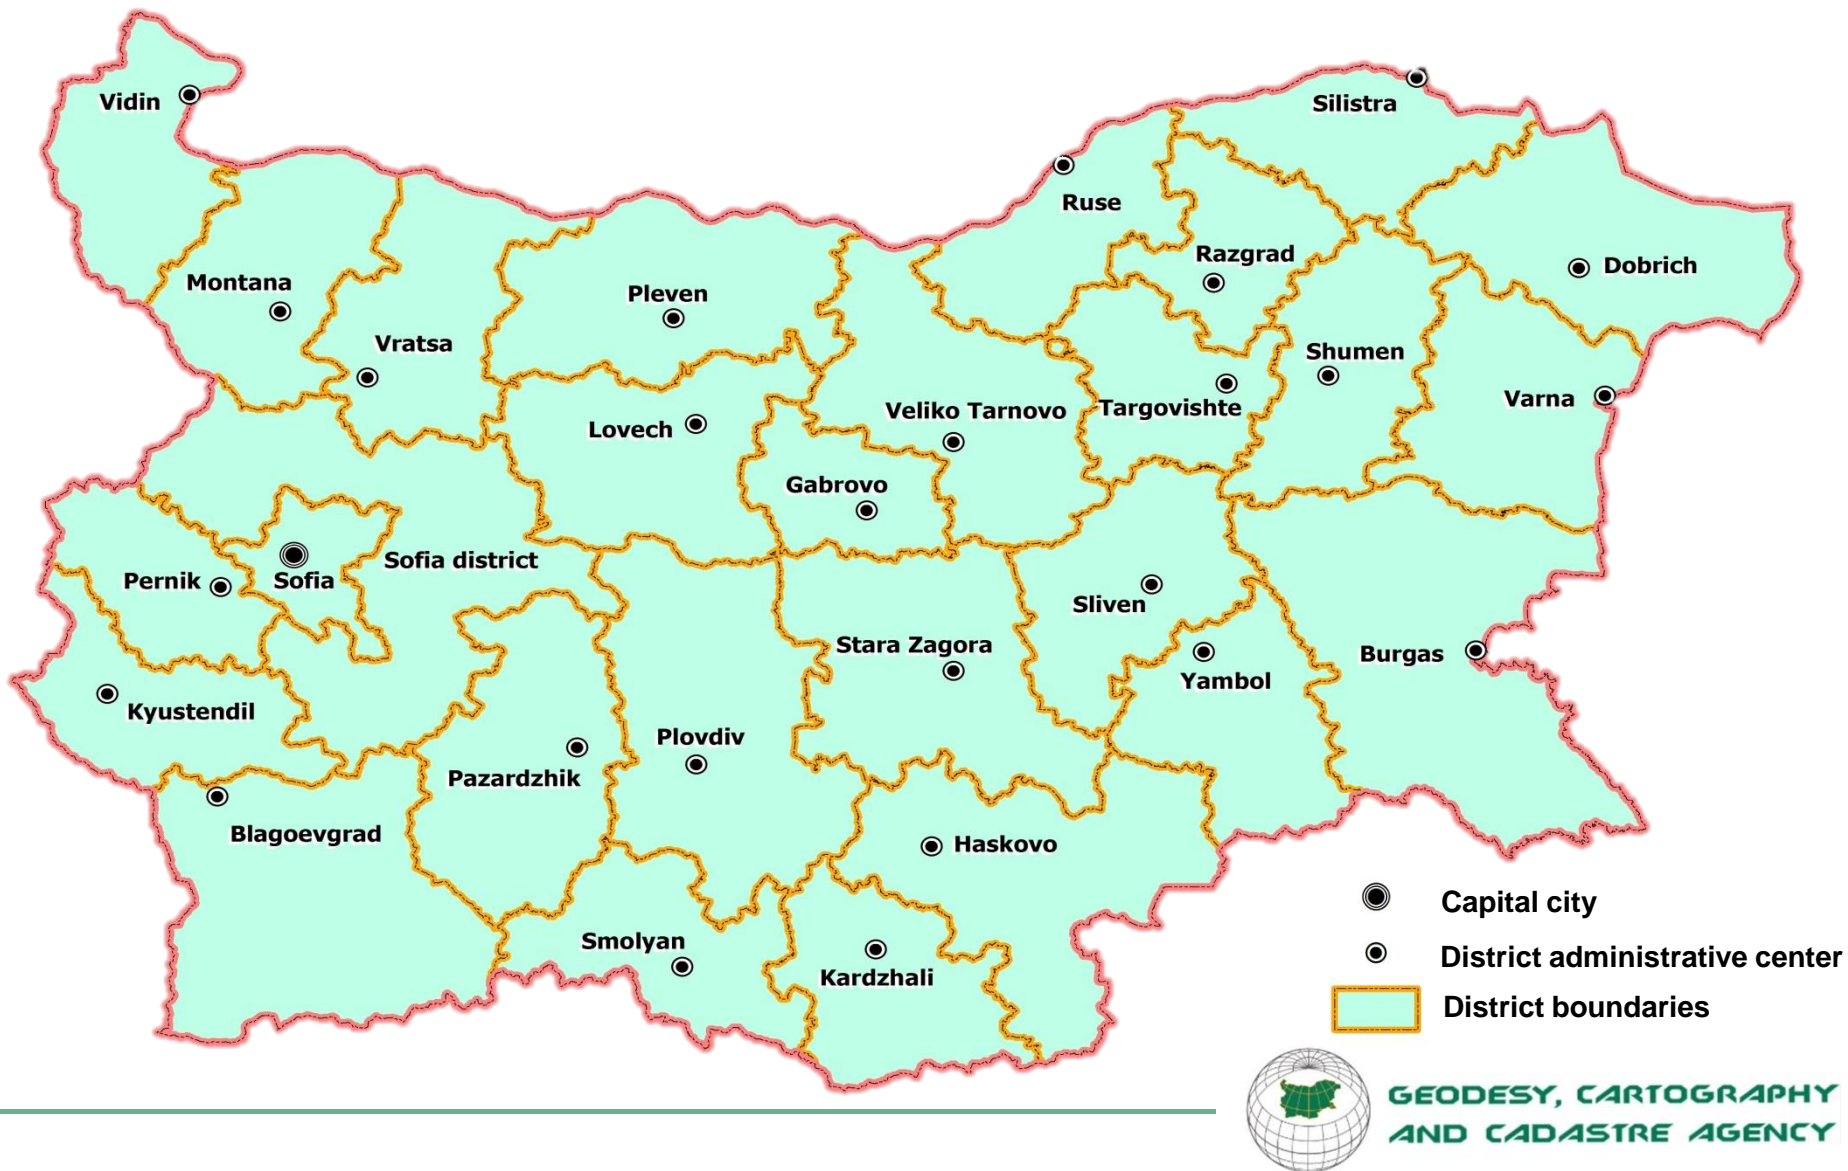 Vidin
Silistra
Ruse
Razgrad
Dobrich
Montana
Pleven
Vratsa
Shumen
Varna
Lovech
Veliko Tarnovo
Targovishte
Gabrovo
Sofia district
Pernik
Sofia
Sliven
Stara Zagora
Burgas
Yambol
Kyustendil
Plovdiv
Pazardzhik
Blagoevgrad
Haskovo
Smolyan
Kardzhali
Capital city
District administrative center
District boundaries
GEODESY, CARTOGRAPHY
AND CADASTRE AGENCY